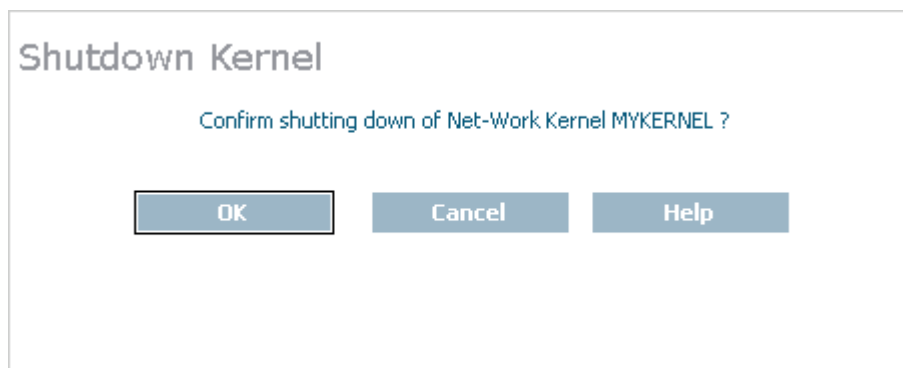 Shutdown Kernel
Confirm shutting down of Net-Work Kernel MYKERNEL ?
OK Cancel Help